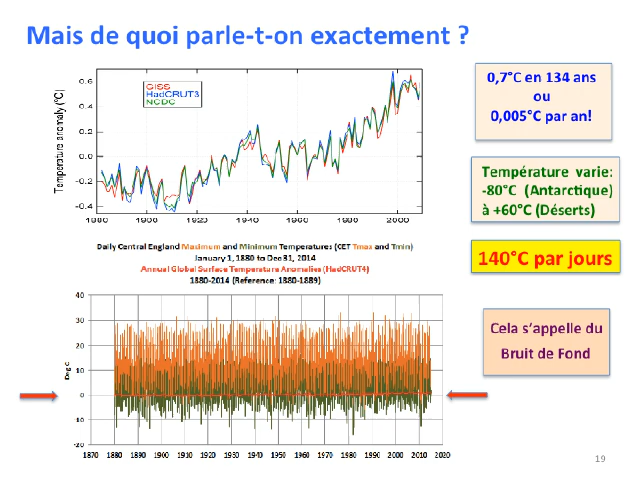 Mais de quoi parle-t-on exactement ?
0,7°C en 134 ans
ou
0,005°C par an!
Temperature anomaly (°C)
0.6
0.4
0.2
0.0
-0.2
-0.4
GISS
HadCRUT3
NCDC
1880 1900 1920 1940 1960 1980 2000
Température varie:
-80°C (Antarctique)
à +60°C (Déserts)
140°C par jours
Daily Central England Maximum and Minimum Temperatures (CET Tmax and Tmin)
January 1, 1880 to Dec 31, 2014
Annual Global Surface Temperature Anomalies (HadCRUT4)
1880-2014 (Reference: 1880-1889)
Deg C
40
30
20
10
0
-10
-20
1870 1880 1890 1900 1910 1920 1930 1940 1950 1960 1970 1980 1990 2000 2010 2020
Cela s’appelle du
Bruit de Fond
19